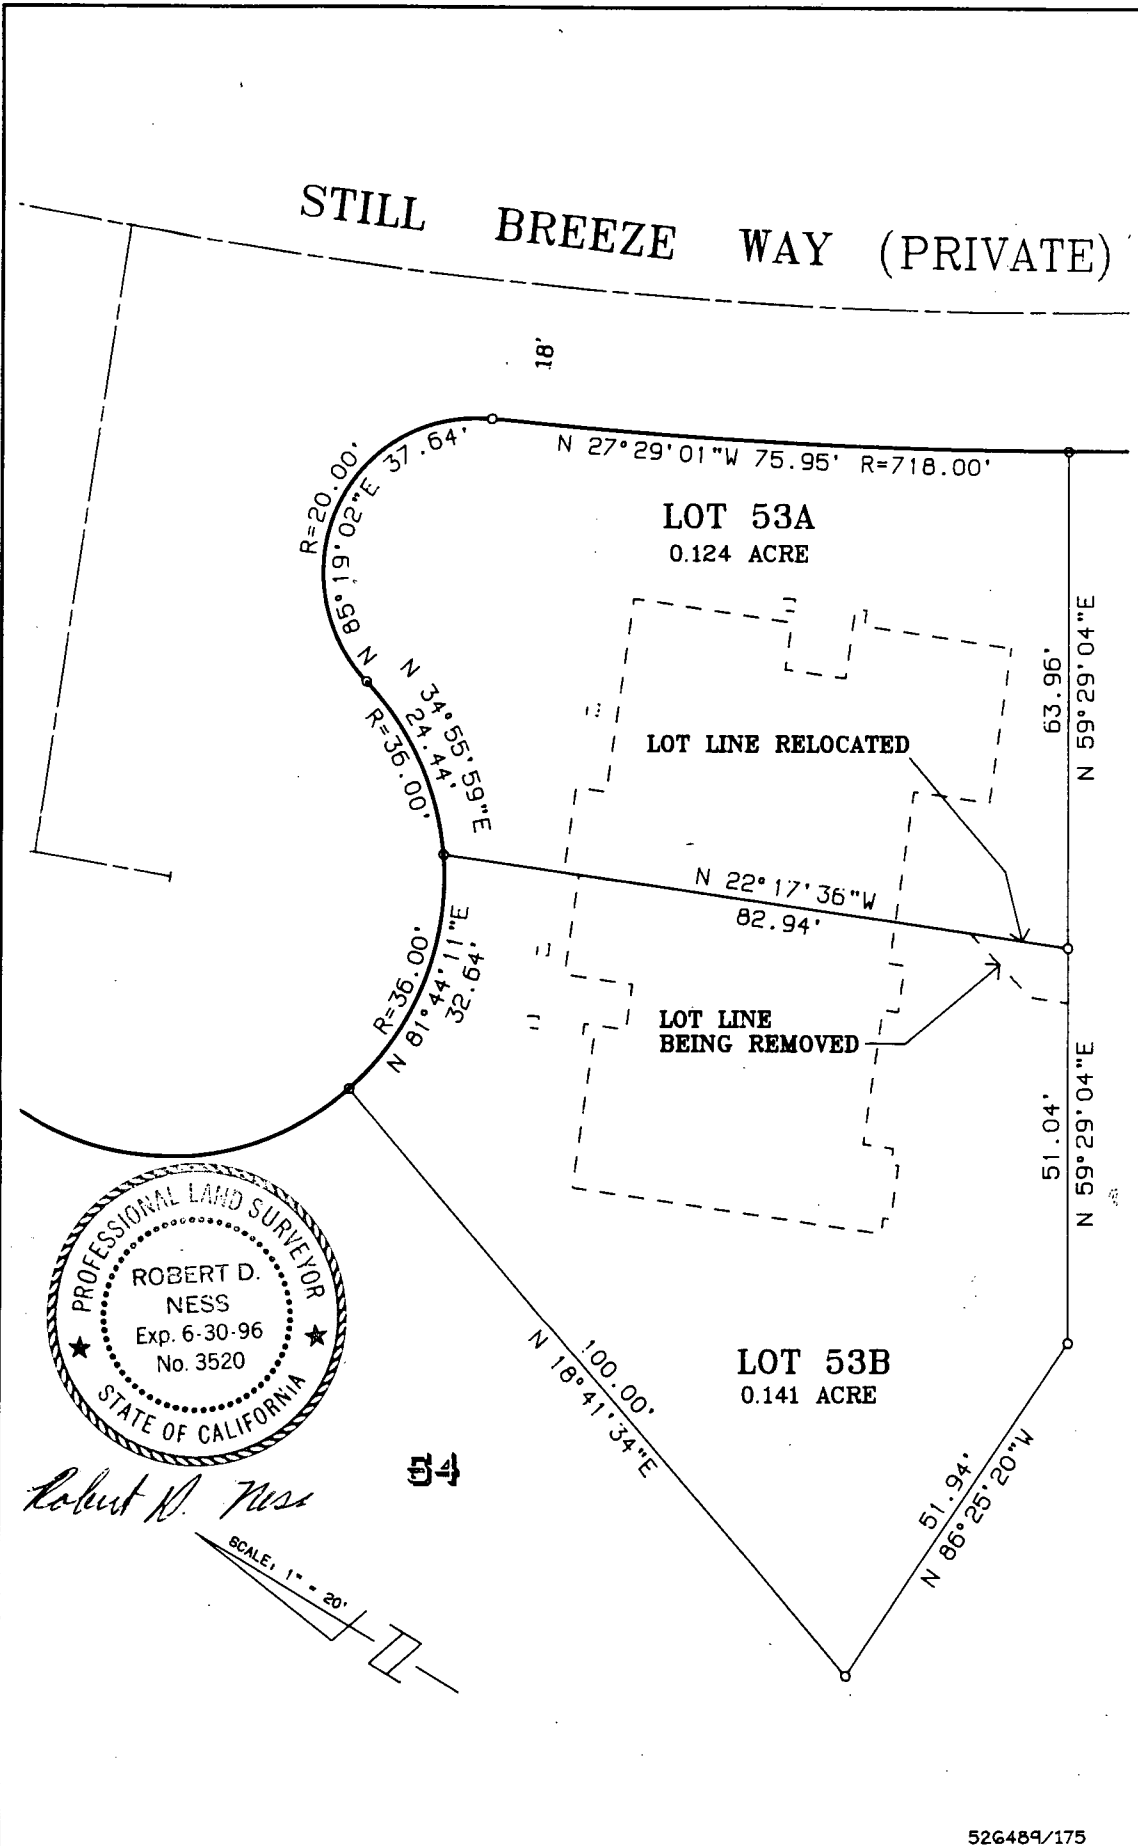 STILL BREEZE WAY (PRIVATE)
18'
N 27°29'01"W 75.95' R=718.00'
R=20.00'
N 85°19'02"E 37.64'
LOT 53A
0.124 ACRE
N 34°55'59"E
24.44'
R=36.00'
63.96'
N 59°29'04"E
LOT LINE RELOCATED
N 22°17'36"W
82.94'
R=36.00'
N 81°44'11"E
32.64'
LOT LINE
BEING REMOVED
51.04'
N 59°29'04"E
PROFESSIONAL LAND SURVEYOR
ROBERT D.
NESS
Exp. 6-30-96
No. 3520
STATE OF CALIFORNIA
100.00'
N 18°41'34"E
LOT 53B
0.141 ACRE
51.94'
N 86°25'20"W
54
Robert D. Ness
SCALE: 1" = 20'
N
526489/175